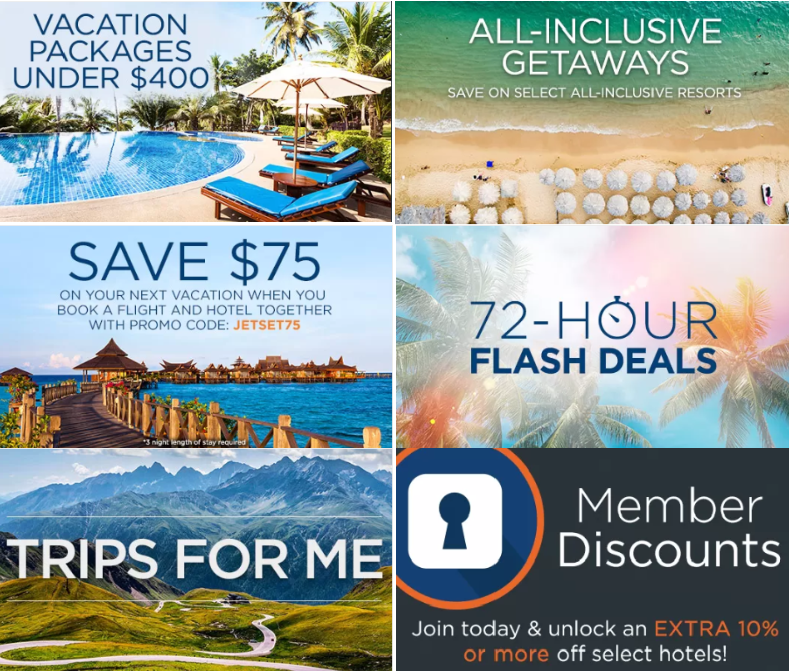 VACATION
PACKAGES
UNDER $400
ALL-INCLUSIVE
GETAWAYS
SAVE ON SELECT ALL-INCLUSIVE RESORTS
SAVE $75
ON YOUR NEXT VACATION WHEN YOU
BOOK A FLIGHT AND HOTEL TOGETHER
WITH PROMO CODE: JETSET75
*3 night length of stay required
72-HOUR
FLASH DEALS
TRIPS FOR ME
Member
Discounts
Join today & unlock an EXTRA 10%
or more off select hotels!